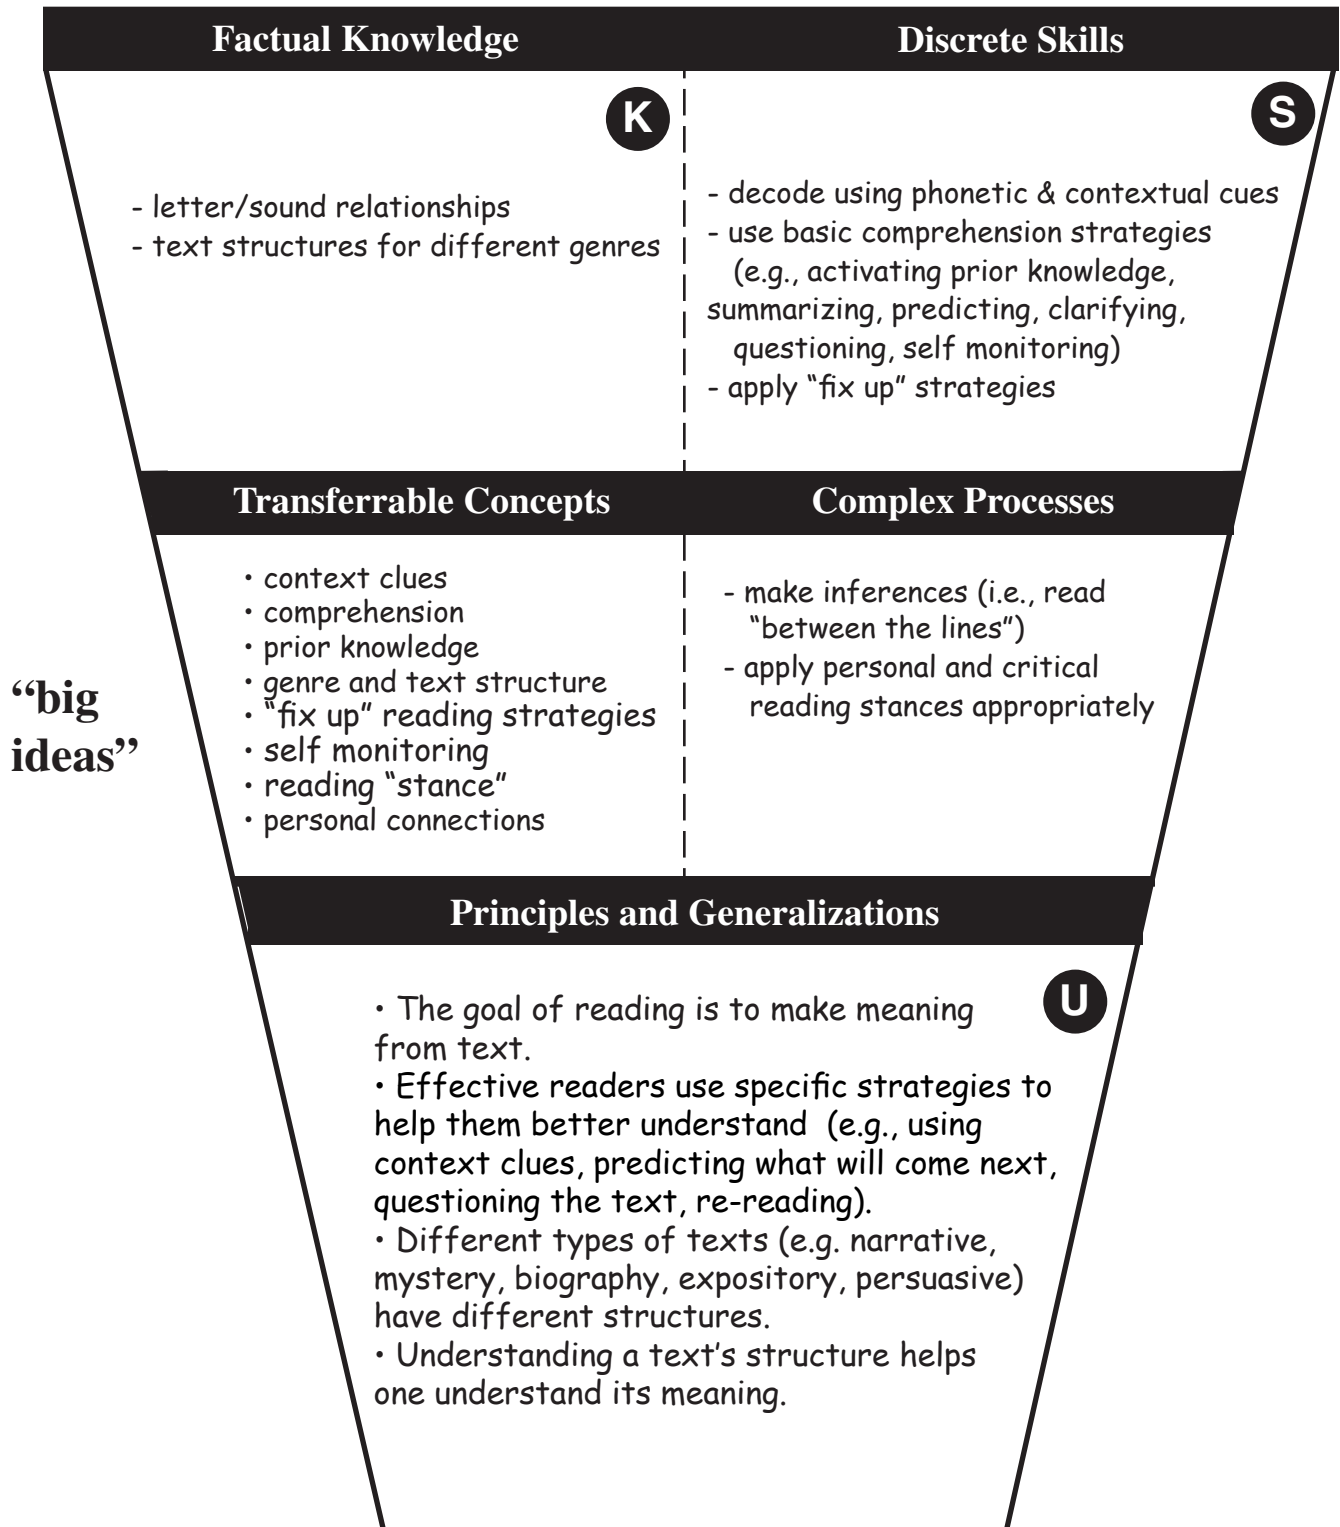 Factual Knowledge
Discrete Skills
K
S
- letter/sound relationships
- text structures for different genres
- decode using phonetic & contextual cues
- use basic comprehension strategies
(e.g., activating prior knowledge,
summarizing, predicting, clarifying,
questioning, self monitoring)
- apply “fix up” strategies
Transferrable Concepts
Complex Processes
“big
ideas”
• context clues
• comprehension
• prior knowledge
• genre and text structure
• “fix up” reading strategies
• self monitoring
• reading “stance”
• personal connections
- make inferences (i.e., read
“between the lines”)
- apply personal and critical
reading stances appropriately
Principles and Generalizations
U
• The goal of reading is to make meaning
from text.
• Effective readers use specific strategies to
help them better understand (e.g., using
context clues, predicting what will come next,
questioning the text, re-reading).
• Different types of texts (e.g. narrative,
mystery, biography, expository, persuasive)
have different structures.
• Understanding a text’s structure helps
one understand its meaning.